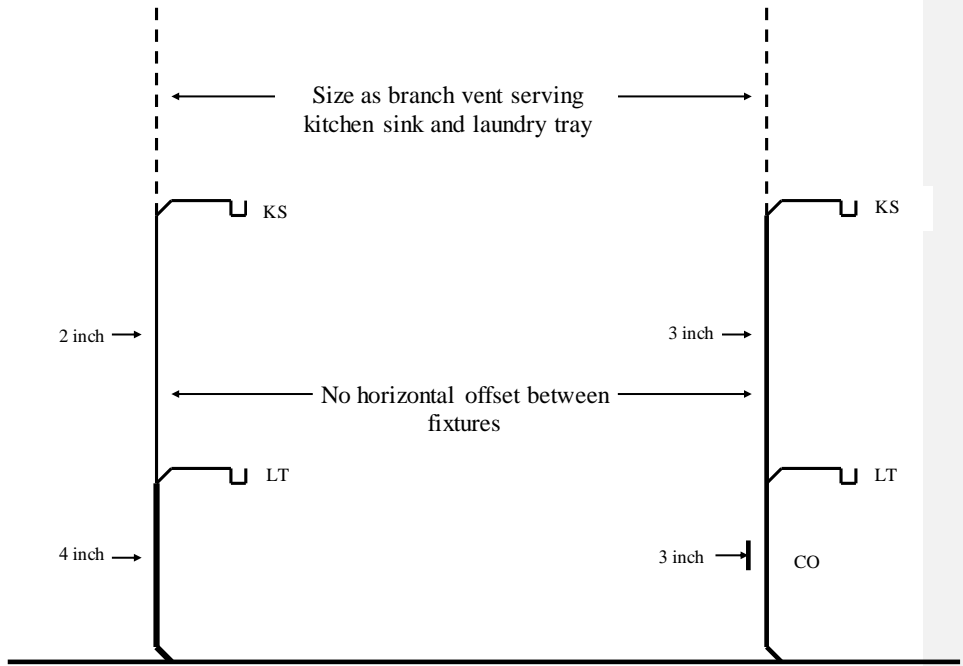 Size as branch vent serving
kitchen sink and laundry tray
KS
KS
2 inch
3 inch
No horizontal offset between
fixtures
LT
LT
4 inch
3 inch
CO